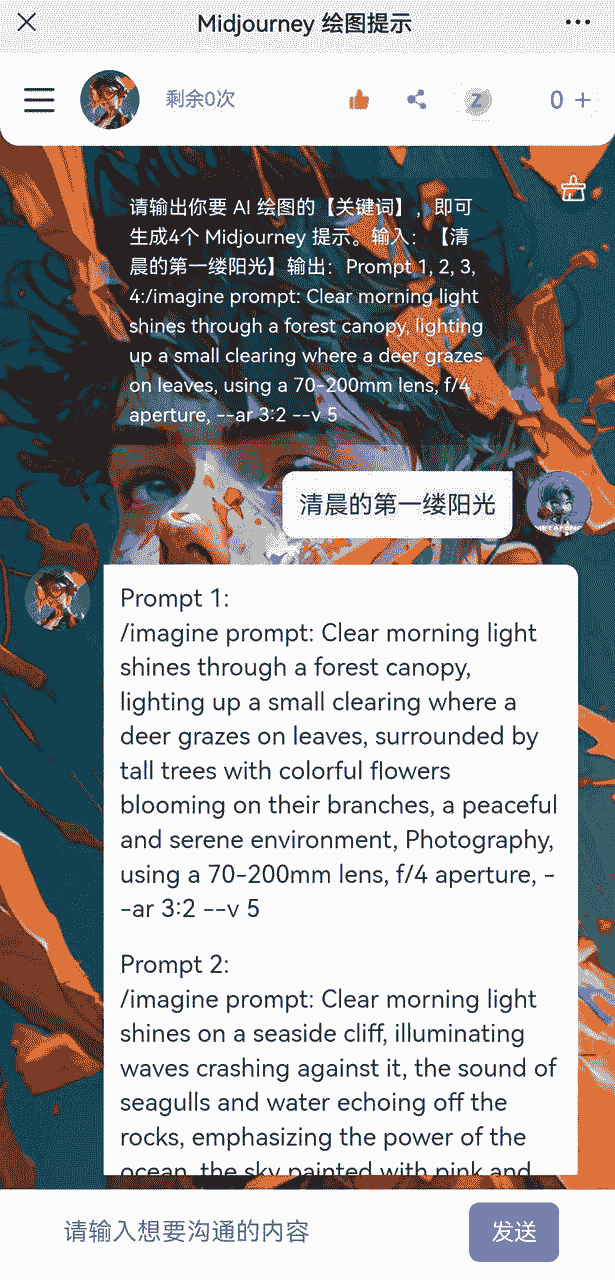 Midjourney 绘图提示
剩余0次
Z
0 +
请输出你要 AI 绘图的【关键词】，即可
生成4个 Midjourney 提示。输入：【清
晨的第一缕阳光】输出：Prompt 1, 2, 3,
4:/imagine prompt: Clear morning light
shines through a forest canopy, lighting
up a small clearing where a deer grazes
on leaves, using a 70-200mm lens, f/4
aperture, --ar 3:2 --v 5
清晨的第一缕阳光
Prompt 1:
/imagine prompt: Clear morning light
shines through a forest canopy,
lighting up a small clearing where a
deer grazes on leaves, surrounded by
tall trees with colorful flowers
blooming on their branches, a peaceful
and serene environment, Photography,
using a 70-200mm lens, f/4 aperture, -
-ar 3:2 --v 5
Prompt 2:
/imagine prompt: Clear morning light
shines on a seaside cliff, illuminating
waves crashing against it, the sound of
seagulls and water echoing off the
rocks, emphasizing the power of the
ocean, the sky painted with pink and
请输入想要沟通的内容
发送